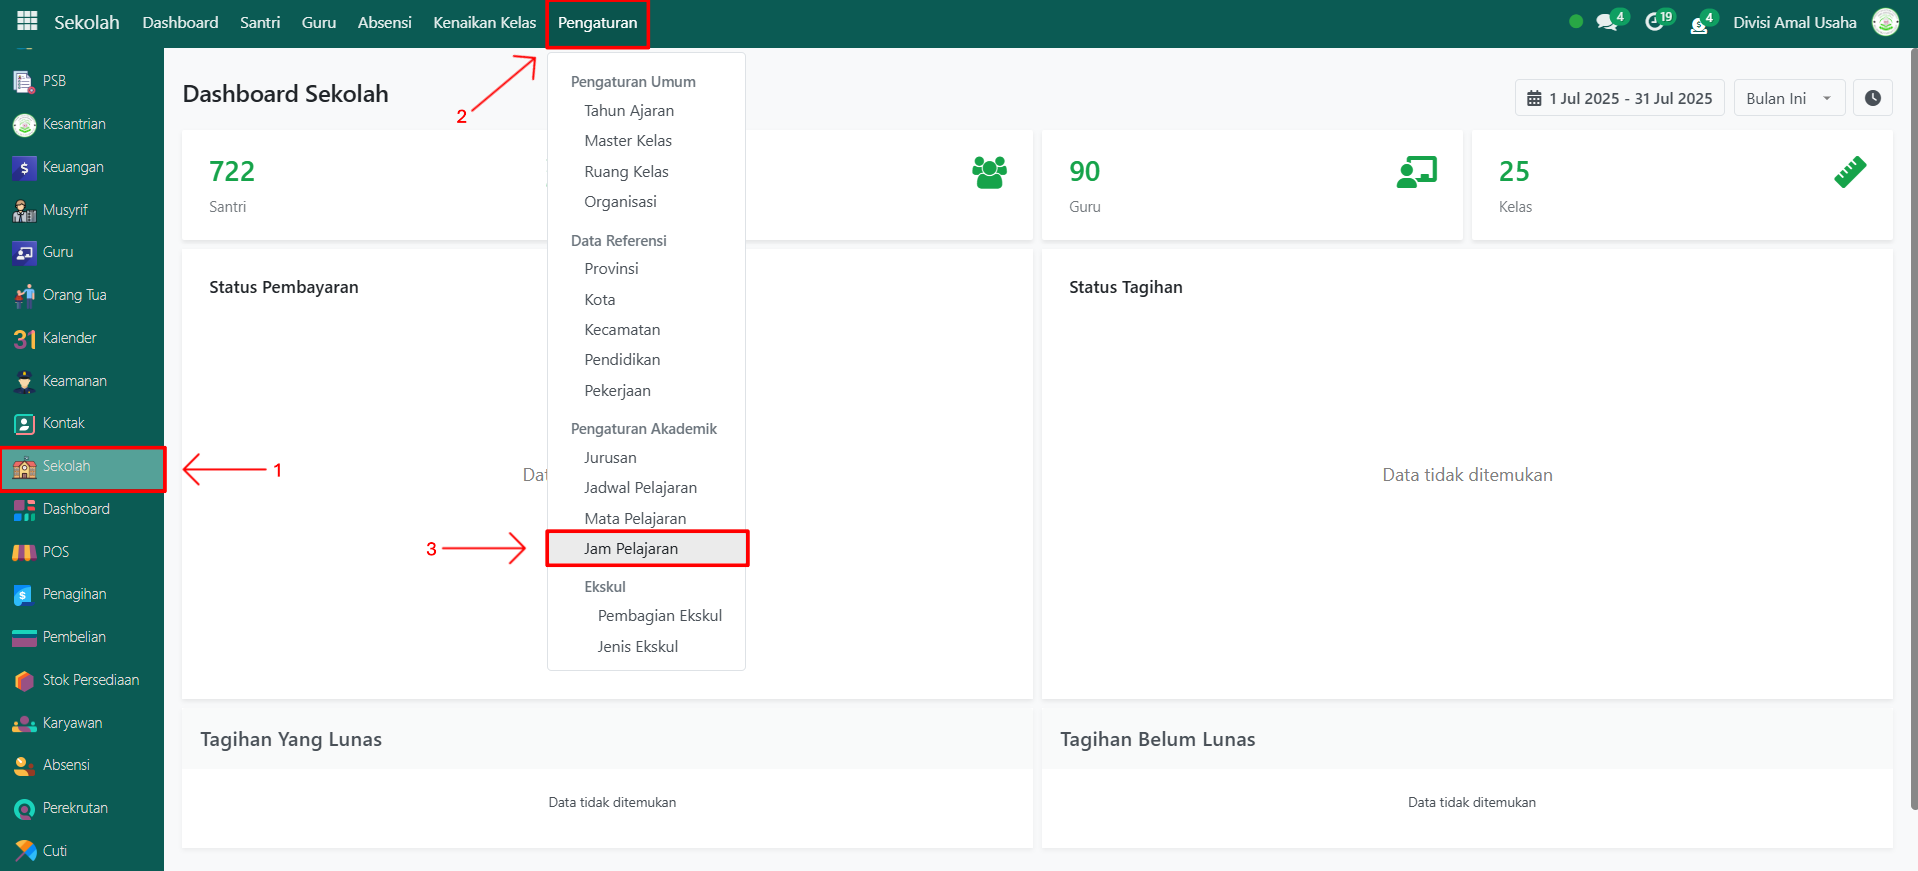 Sekolah Dashboard Santri Guru Absensi Kenaikan Kelas Pengaturan 4 19 4 Divisi Amal Usaha
PSB
Kesantrian
$ Keuangan
Musyrif
Guru
Orang Tua
31 Kalender
Keamanan
Kontak
Sekolah
Dashboard
POS
$ Penagihan
Pembelian
Stok Persediaan
Karyawan
Absensi
Perekrutan
Cuti
1
2
3
Dashboard Sekolah
1 Jul 2025 - 31 Jul 2025
Bulan Ini
722
Santri
90
Guru
25
Kelas
Pengaturan Umum
Tahun Ajaran
Master Kelas
Ruang Kelas
Organisasi
Data Referensi
Provinsi
Kota
Kecamatan
Pendidikan
Pekerjaan
Pengaturan Akademik
Jurusan
Jadwal Pelajaran
Mata Pelajaran
Jam Pelajaran
Ekskul
Pembagian Ekskul
Jenis Ekskul
Status Pembayaran
Dat
Status Tagihan
Data tidak ditemukan
Tagihan Yang Lunas
Data tidak ditemukan
Tagihan Belum Lunas
Data tidak ditemukan